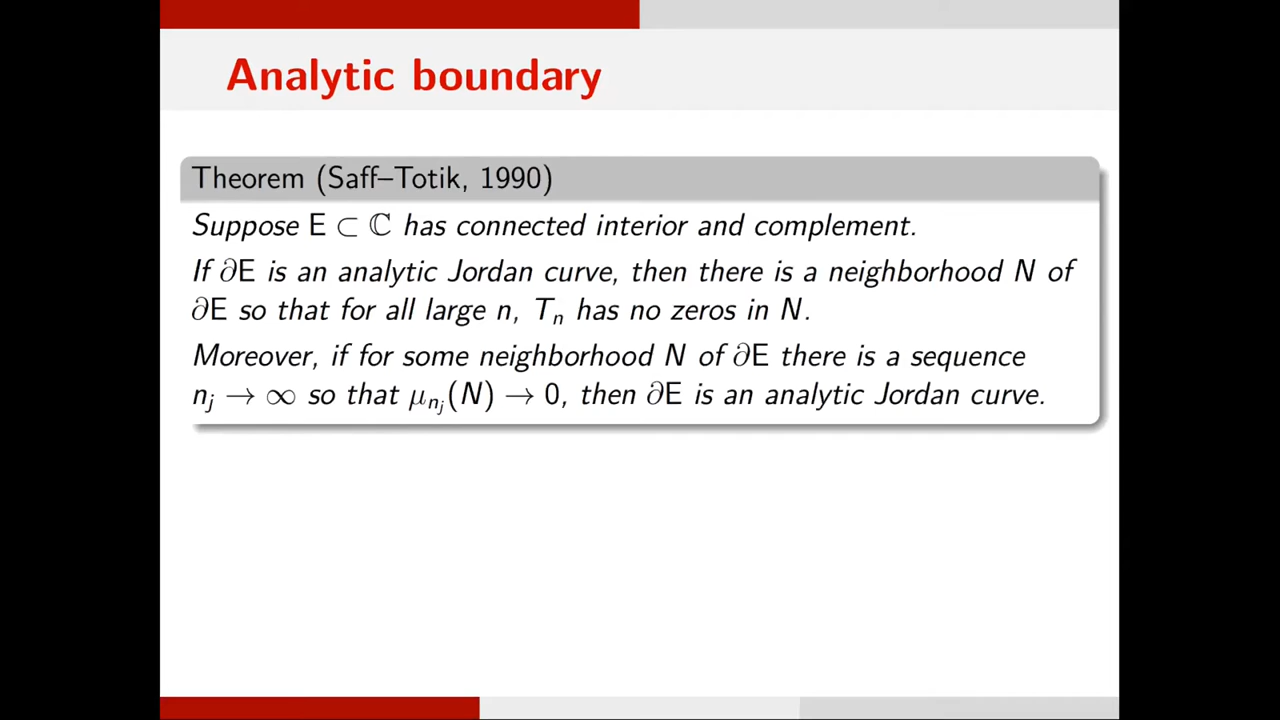 Analytic boundary
Theorem (Saff–Totik, 1990)
Suppose E ⊂ ℂ has connected interior and complement.
If ∂E is an analytic Jordan curve, then there is a neighborhood N of
∂E so that for all large n, Tₙ has no zeros in N.
Moreover, if for some neighborhood N of ∂E there is a sequence
nⱼ → ∞ so that μₙⱼ(N) → 0, then ∂E is an analytic Jordan curve.